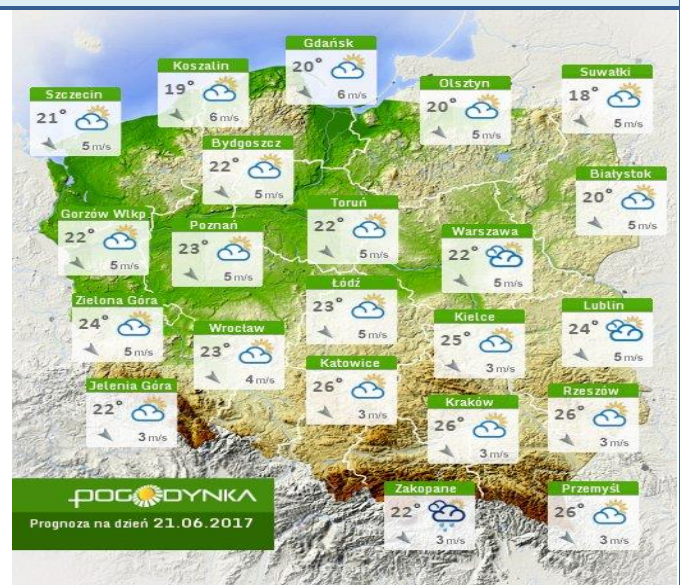 Gdańsk
20°
6 m/s
Koszalin
19°
6 m/s
Suwałki
18°
5 m/s
Olsztyn
20°
5 m/s
Szczecin
21°
5 m/s
Bydgoszcz
22°
5 m/s
Białystok
20°
5 m/s
Toruń
22°
5 m/s
Gorzów Wlkp
22°
5 m/s
Poznań
23°
5 m/s
Warszawa
22°
5 m/s
Łódź
23°
5 m/s
Zielona Góra
24°
5 m/s
Lublin
24°
5 m/s
Kielce
25°
3 m/s
Wrocław
23°
4 m/s
Katowice
26°
3 m/s
Jelenia Góra
22°
3 m/s
Rzeszów
26°
3 m/s
Kraków
26°
3 m/s
Zakopane
22°
3 m/s
Przemyśl
26°
3 m/s
POGODYNKA
Prognoza na dzień 21.06.2017